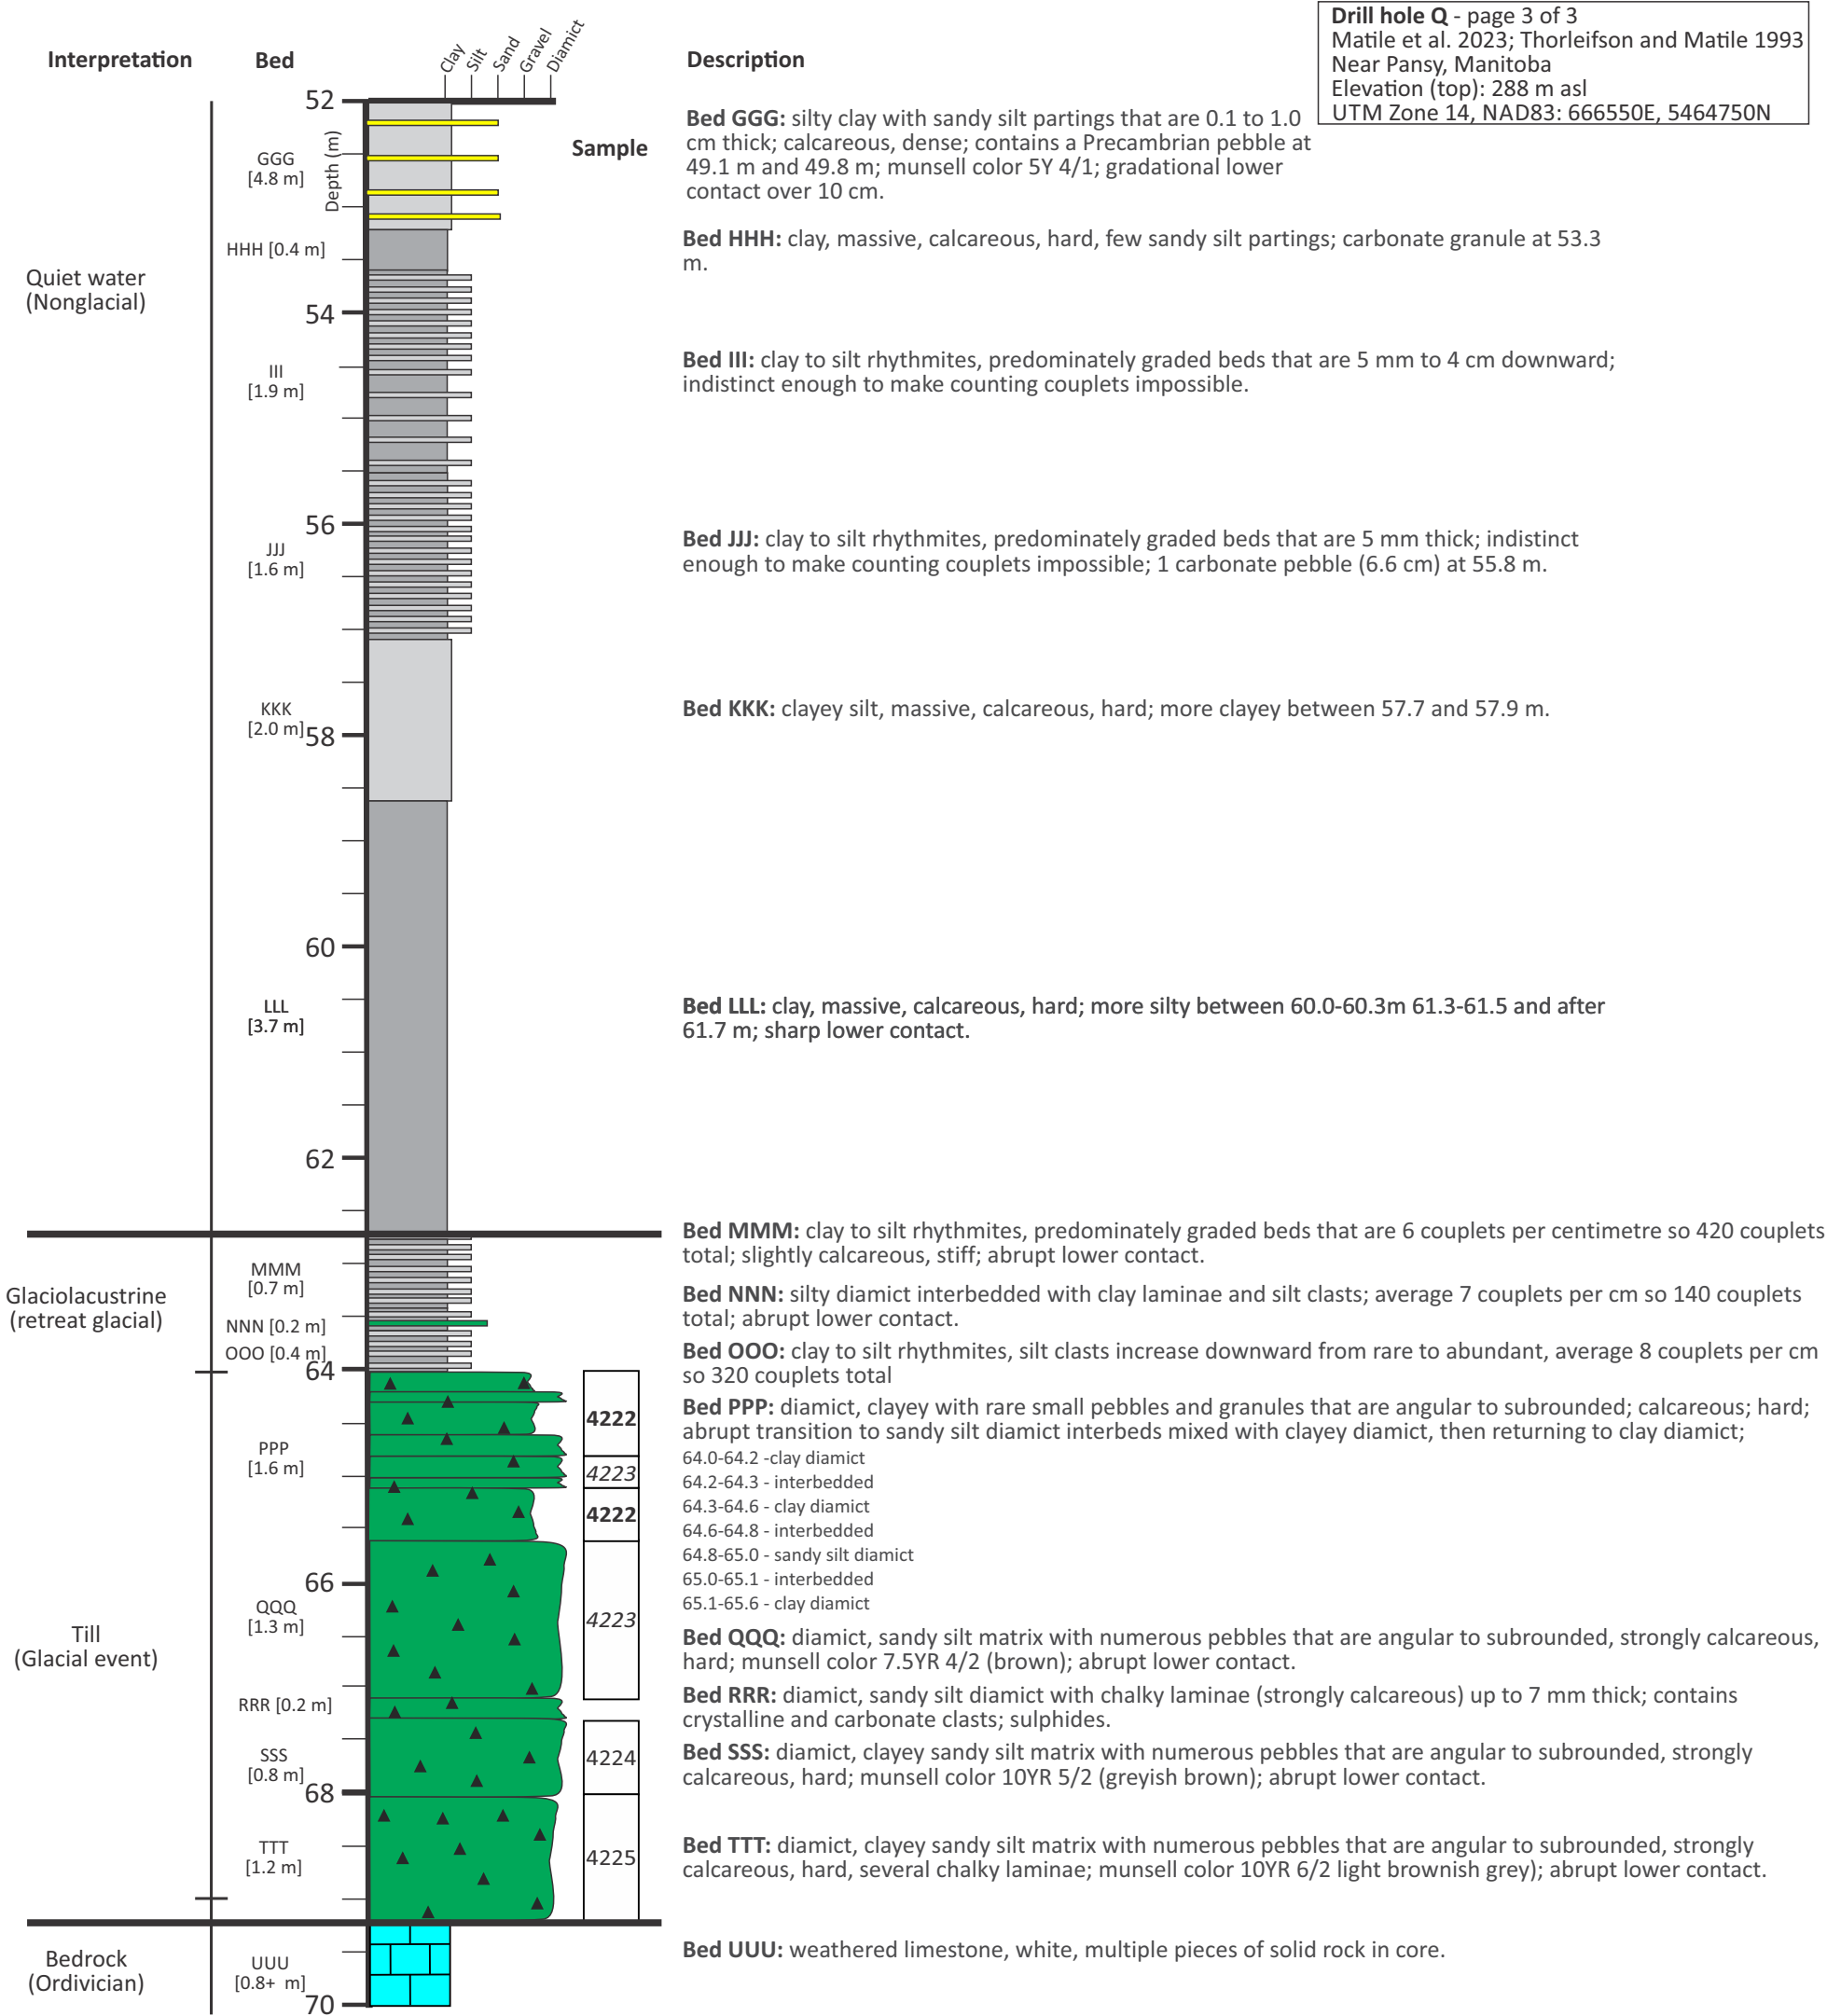 Drill hole Q - page 3 of 3
Matile et al. 2023; Thorleifson and Matile 1993
Near Pansy, Manitoba
Elevation (top): 288 m asl
UTM Zone 14, NAD83: 666550E, 5464750N
Interpretation
Bed
Clay
Silt
Sand
Gravel
Diamict
Description
Sample
Depth (m)
52
54
56
58
60
62
64
66
68
70
Quiet water
(Nonglacial)
Glaciolacustrine
(retreat glacial)
Till
(Glacial event)
Bedrock
(Ordivician)
GGG
[4.8 m]
HHH [0.4 m]
III
[1.9 m]
JJJ
[1.6 m]
KKK
[2.0 m]
LLL
[3.7 m]
MMM
[0.7 m]
NNN [0.2 m]
OOO [0.4 m]
PPP
[1.6 m]
QQQ
[1.3 m]
RRR [0.2 m]
SSS
[0.8 m]
TTT
[1.2 m]
UUU
[0.8+ m]
4222
4223
4222
4223
4224
4225
Bed GGG: silty clay with sandy silt partings that are 0.1 to 1.0
cm thick; calcareous, dense; contains a Precambrian pebble at
49.1 m and 49.8 m; munsell color 5Y 4/1; gradational lower
contact over 10 cm.
Bed HHH: clay, massive, calcareous, hard, few sandy silt partings; carbonate granule at 53.3
m.
Bed III: clay to silt rhythmites, predominately graded beds that are 5 mm to 4 cm downward;
indistinct enough to make counting couplets impossible.
Bed JJJ: clay to silt rhythmites, predominately graded beds that are 5 mm thick; indistinct
enough to make counting couplets impossible; 1 carbonate pebble (6.6 cm) at 55.8 m.
Bed KKK: clayey silt, massive, calcareous, hard; more clayey between 57.7 and 57.9 m.
Bed LLL: clay, massive, calcareous, hard; more silty between 60.0-60.3m 61.3-61.5 and after
61.7 m; sharp lower contact.
Bed MMM: clay to silt rhythmites, predominately graded beds that are 6 couplets per centimetre so 420 couplets
total; slightly calcareous, stiff; abrupt lower contact.
Bed NNN: silty diamict interbedded with clay laminae and silt clasts; average 7 couplets per cm so 140 couplets
total; abrupt lower contact.
Bed OOO: clay to silt rhythmites, silt clasts increase downward from rare to abundant, average 8 couplets per cm
so 320 couplets total
Bed PPP: diamict, clayey with rare small pebbles and granules that are angular to subrounded; calcareous; hard;
abrupt transition to sandy silt diamict interbeds mixed with clayey diamict, then returning to clay diamict;
64.0-64.2 -clay diamict
64.2-64.3 - interbedded
64.3-64.6 - clay diamict
64.6-64.8 - interbedded
64.8-65.0 - sandy silt diamict
65.0-65.1 - interbedded
65.1-65.6 - clay diamict
Bed QQQ: diamict, sandy silt matrix with numerous pebbles that are angular to subrounded, strongly calcareous,
hard; munsell color 7.5YR 4/2 (brown); abrupt lower contact.
Bed RRR: diamict, sandy silt diamict with chalky laminae (strongly calcareous) up to 7 mm thick; contains
crystalline and carbonate clasts; sulphides.
Bed SSS: diamict, clayey sandy silt matrix with numerous pebbles that are angular to subrounded, strongly
calcareous, hard; munsell color 10YR 5/2 (greyish brown); abrupt lower contact.
Bed TTT: diamict, clayey sandy silt matrix with numerous pebbles that are angular to subrounded, strongly
calcareous, hard, several chalky laminae; munsell color 10YR 6/2 light brownish grey); abrupt lower contact.
Bed UUU: weathered limestone, white, multiple pieces of solid rock in core.